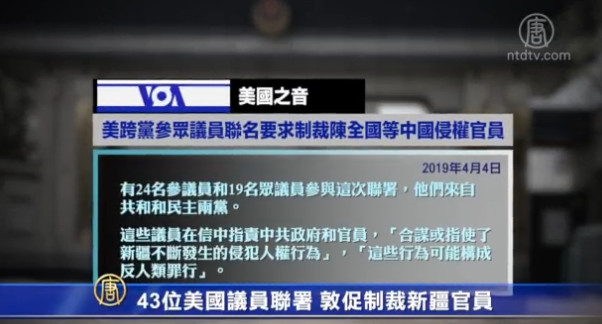 唐
ntdtv.com
VOA 美國之音
美跨黨參眾議員聯名要求制裁陳全國等中國侵權官員
2019年4月4日
有24名參議員和19名眾議員參與這次聯署，他們來自
共和和民主兩黨。
這些議員在信中指責中共政府和官員，「合謀或指使了
新疆不斷發生的侵犯人權行為」，「這些行為可能構成
反人類罪行」。
唐 43位美國議員聯署 敦促制裁新疆官員